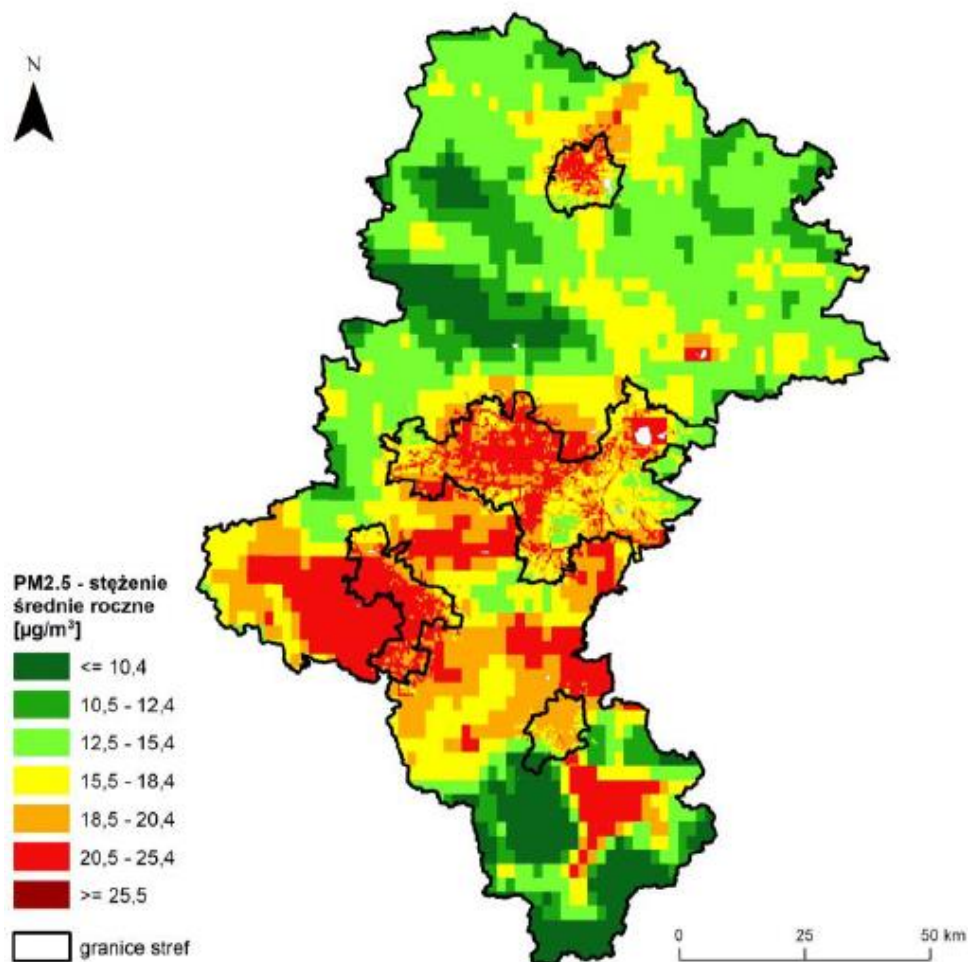 N
PM2.5 - stężenie
średnie roczne
[µg/m³]
<= 10,4
10,5 - 12,4
12,5 - 15,4
15,5 - 18,4
18,5 - 20,4
20,5 - 25,4
>= 25,5
granice stref
0 25 50 km